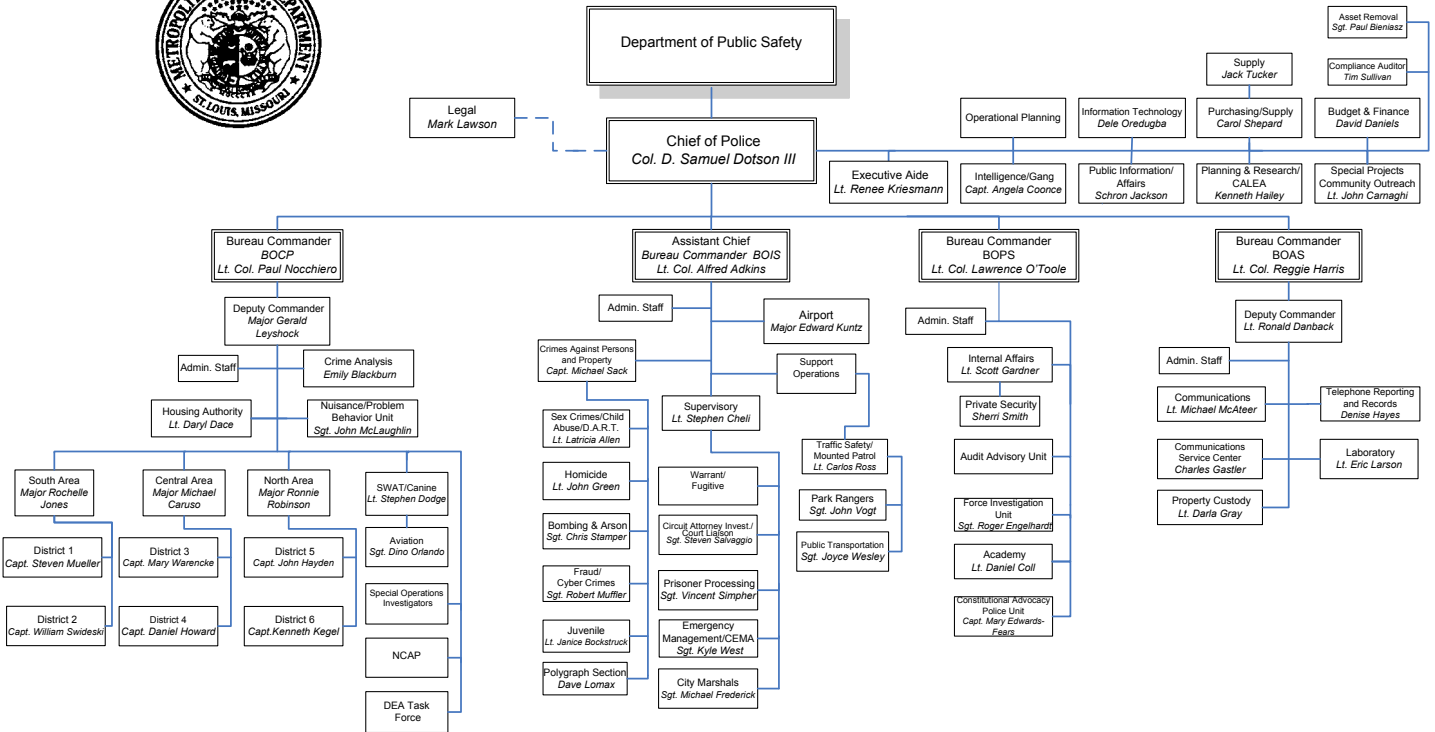 METROPOLITAN
DEPARTMENT
ST. LOUIS, MISSOURI
Department of Public Safety
Asset Removal
Sgt. Paul Bieniasz
Supply
Jack Tucker
Compliance Auditor
Tim Sullivan
Legal
Mark Lawson
Operational Planning
Information Technology
Dele Oredugba
Purchasing/Supply
Carol Shepard
Budget & Finance
David Daniels
Chief of Police
Col. D. Samuel Dotson III
Executive Aide
Lt. Renee Kriesmann
Intelligence/Gang
Capt. Angela Coonce
Public Information/
Affairs
Schron Jackson
Planning & Research/
CALEA
Kenneth Hailey
Special Projects
Community Outreach
Lt. John Carnaghi
Bureau Commander
BOCP
Lt. Col. Paul Nocchiero
Assistant Chief
Bureau Commander BOIS
Lt. Col. Alfred Adkins
Bureau Commander
BOPS
Lt. Col. Lawrence O'Toole
Bureau Commander
BOAS
Lt. Col. Reggie Harris
Deputy Commander
Major Gerald
Leyshock
Admin. Staff
Crime Analysis
Emily Blackburn
Housing Authority
Lt. Daryl Dace
Nuisance/Problem
Behavior Unit
Sgt. John McLaughlin
South Area
Major Rochelle
Jones
Central Area
Major Michael
Caruso
North Area
Major Ronnie
Robinson
SWAT/Canine
Lt. Stephen Dodge
District 1
Capt. Steven Mueller
District 3
Capt. Mary Warencke
District 5
Capt. John Hayden
Aviation
Sgt. Dino Orlando
District 2
Capt. William Swideski
District 4
Capt. Daniel Howard
District 6
Capt.Kenneth Kegel
Special Operations
Investigators
NCAP
DEA Task
Force
Admin. Staff
Airport
Major Edward Kuntz
Crimes Against Persons
and Property
Capt. Michael Sack
Support
Operations
Sex Crimes/Child
Abuse/D.A.R.T.
Lt. Latricia Allen
Supervisory
Lt. Stephen Cheli
Traffic Safety/
Mounted Patrol
Lt. Carlos Ross
Homicide
Lt. John Green
Warrant/
Fugitive
Park Rangers
Sgt. John Vogt
Bombing & Arson
Sgt. Chris Stamper
Circuit Attorney Invest./
Court Liaison
Sgt. Steven Salvaggio
Public Transportation
Sgt. Joyce Wesley
Fraud/
Cyber Crimes
Sgt. Robert Muffler
Prisoner Processing
Sgt. Vincent Simpher
Juvenile
Lt. Janice Bockstruck
Emergency
Management/CEMA
Sgt. Kyle West
Polygraph Section
Dave Lomax
City Marshals
Sgt. Michael Frederick
Admin. Staff
Internal Affairs
Lt. Scott Gardner
Private Security
Sherri Smith
Audit Advisory Unit
Force Investigation
Unit
Sgt. Roger Engelhardt
Academy
Lt. Daniel Coll
Constitutional Advocacy
Police Unit
Capt. Mary Edwards-
Fears
Deputy Commander
Lt. Ronald Danback
Admin. Staff
Communications
Lt. Michael McAteer
Telephone Reporting
and Records
Denise Hayes
Communications
Service Center
Charles Gastler
Laboratory
Lt. Eric Larson
Property Custody
Lt. Darla Gray